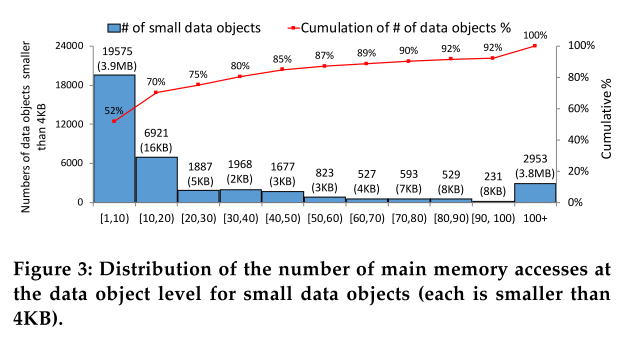 # of small data objects
Cumulation of # of data objects %
Numbers of data objects smaller
than 4KB
24000
18000
12000
6000
0
19575
(3.9MB)
6921
(16KB)
1887
(5KB)
1968
(2KB)
1677
(3KB)
823
(3KB)
527
(4KB)
593
(7KB)
529
(8KB)
231
(8KB)
2953
(3.8MB)
52%
70%
75%
80%
85%
87%
89%
90%
92%
92%
100%
100%
80%
60%
40%
20%
0%
Cumulative %
[1,10) [10,20) [20,30) [30,40) [40,50) [50,60) [60,70) [70,80) [80,90) [90, 100) 100+
Figure 3: Distribution of the number of main memory accesses at
the data object level for small data objects (each is smaller than
4KB).